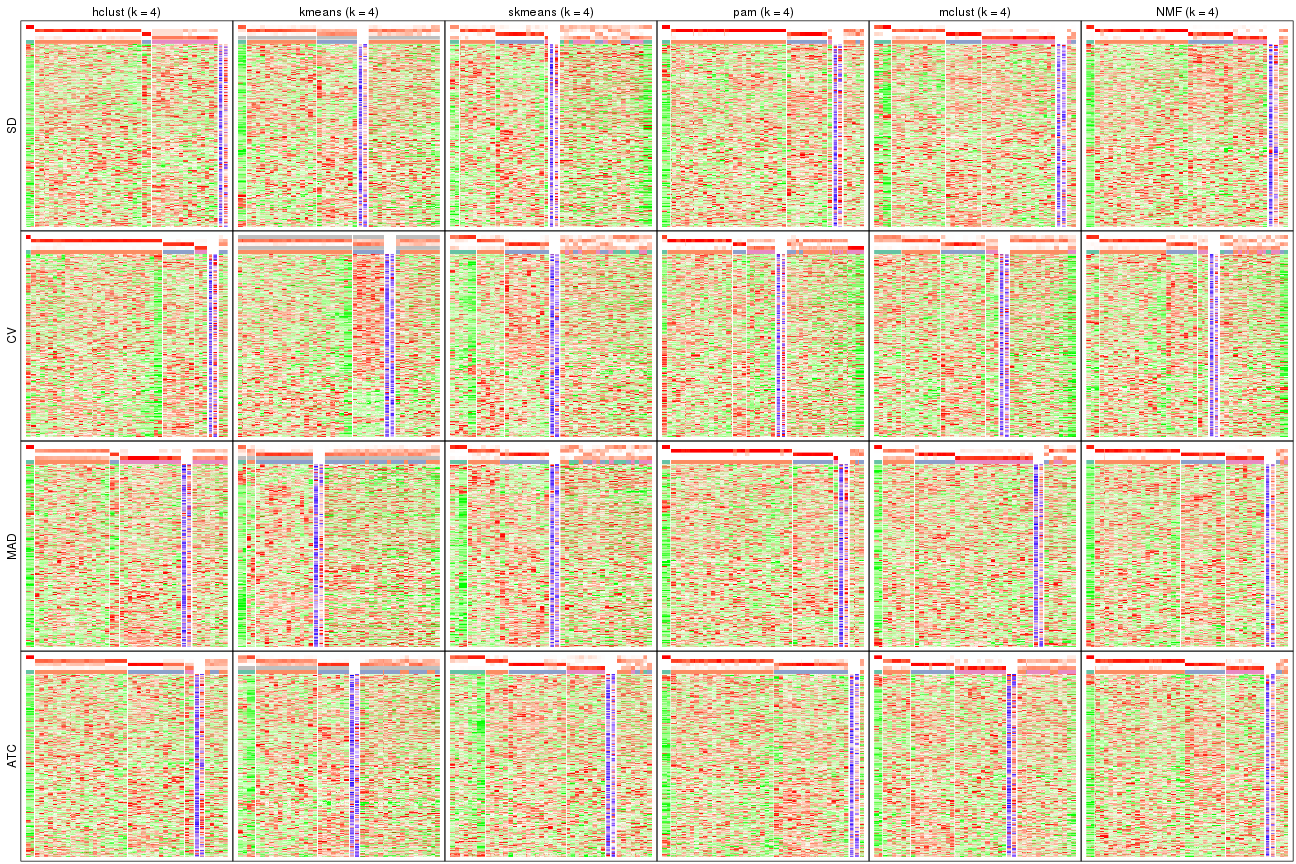 hclust (k = 4)
kmeans (k = 4)
skmeans (k = 4)
pam (k = 4)
mclust (k = 4)
NMF (k = 4)
SD
CV
MAD
ATC